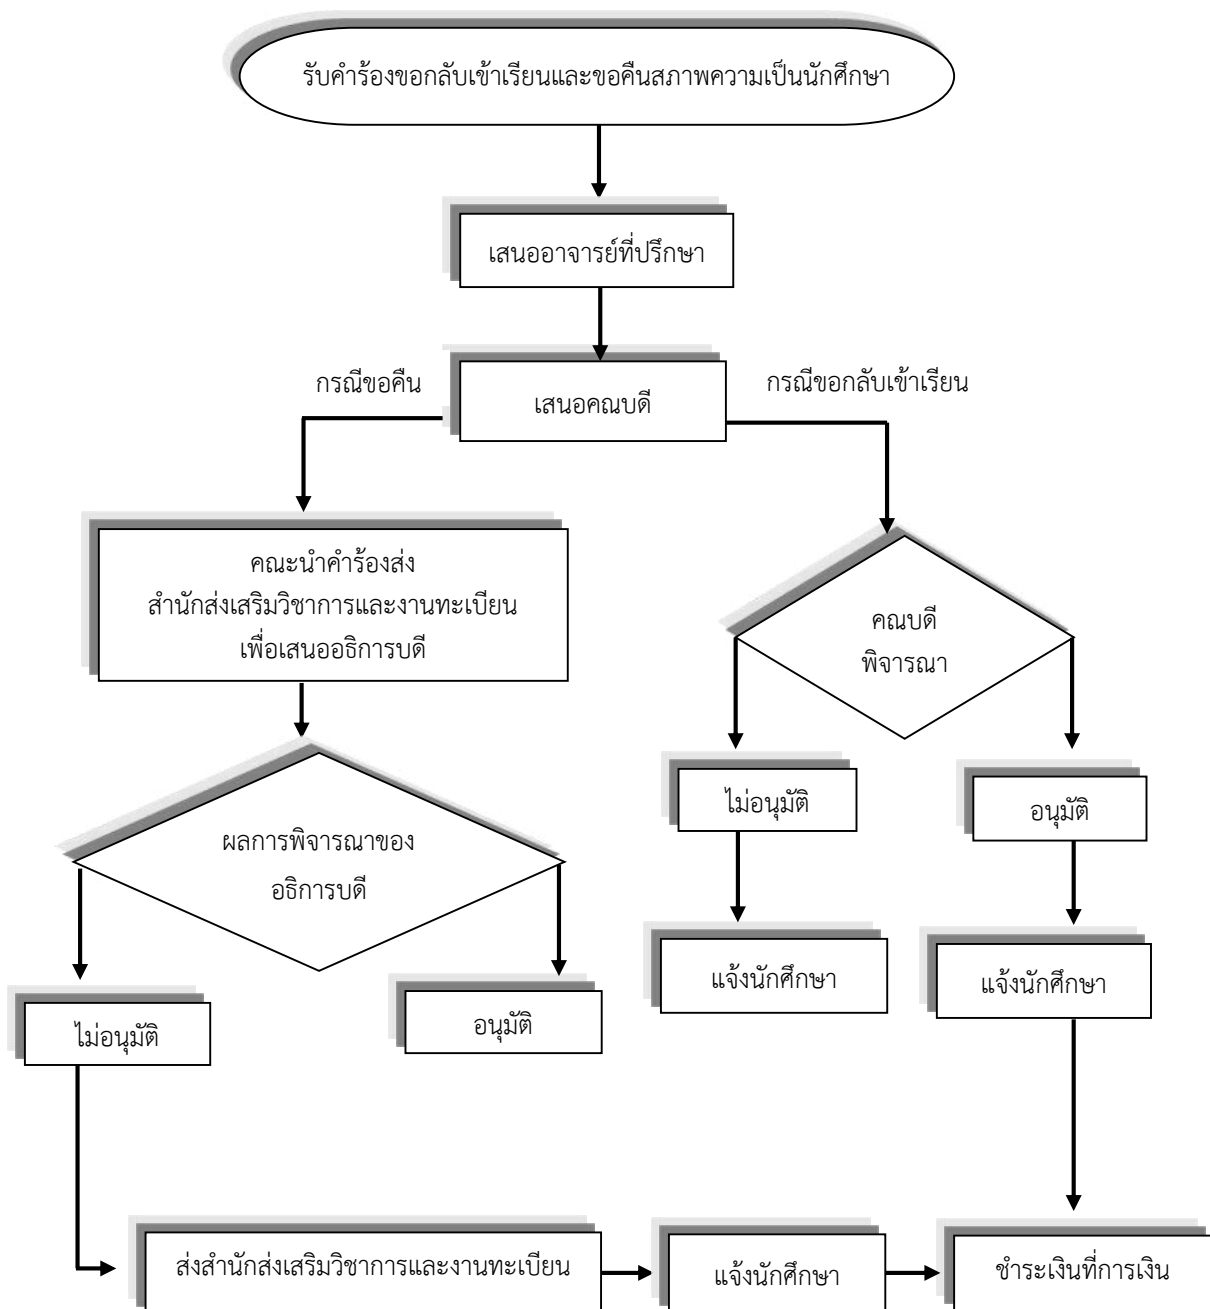 รับคำร้องขอกลับเข้าเรียนและขอคืนสภาพความเป็นนักศึกษา
เสนออาจารย์ที่ปรึกษา
กรณีขอคืน
เสนอคณบดี
กรณีขอกลับเข้าเรียน
คณะนำคำร้องส่ง
สำนักส่งเสริมวิชาการและงานทะเบียน
เพื่อเสนออธิการบดี
คณบดี
พิจารณา
ผลการพิจารณาของ
อธิการบดี
ไม่อนุมัติ
อนุมัติ
แจ้งนักศึกษา
แจ้งนักศึกษา
ไม่อนุมัติ
อนุมัติ
ส่งสำนักส่งเสริมวิชาการและงานทะเบียน
แจ้งนักศึกษา
ชำระเงินที่การเงิน